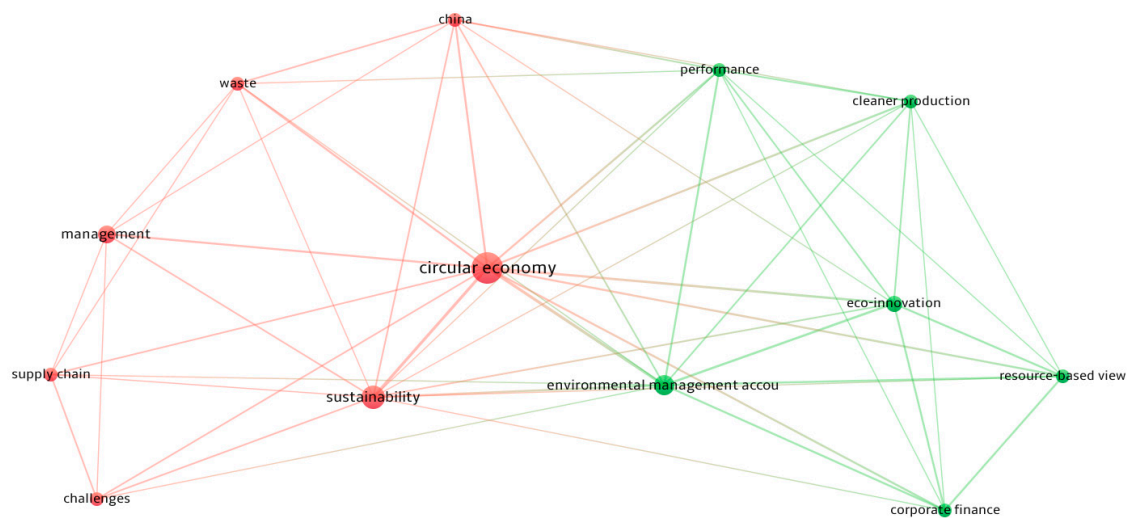 china
performance
waste
cleaner production
management
circular economy
eco-innovation
supply chain
resource-based view
environmental management accou
sustainability
challenges
corporate finance